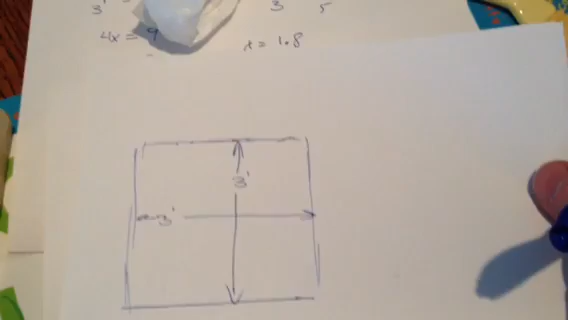 3' = 3 5
4x = 9 x = 1.8
3'
3'